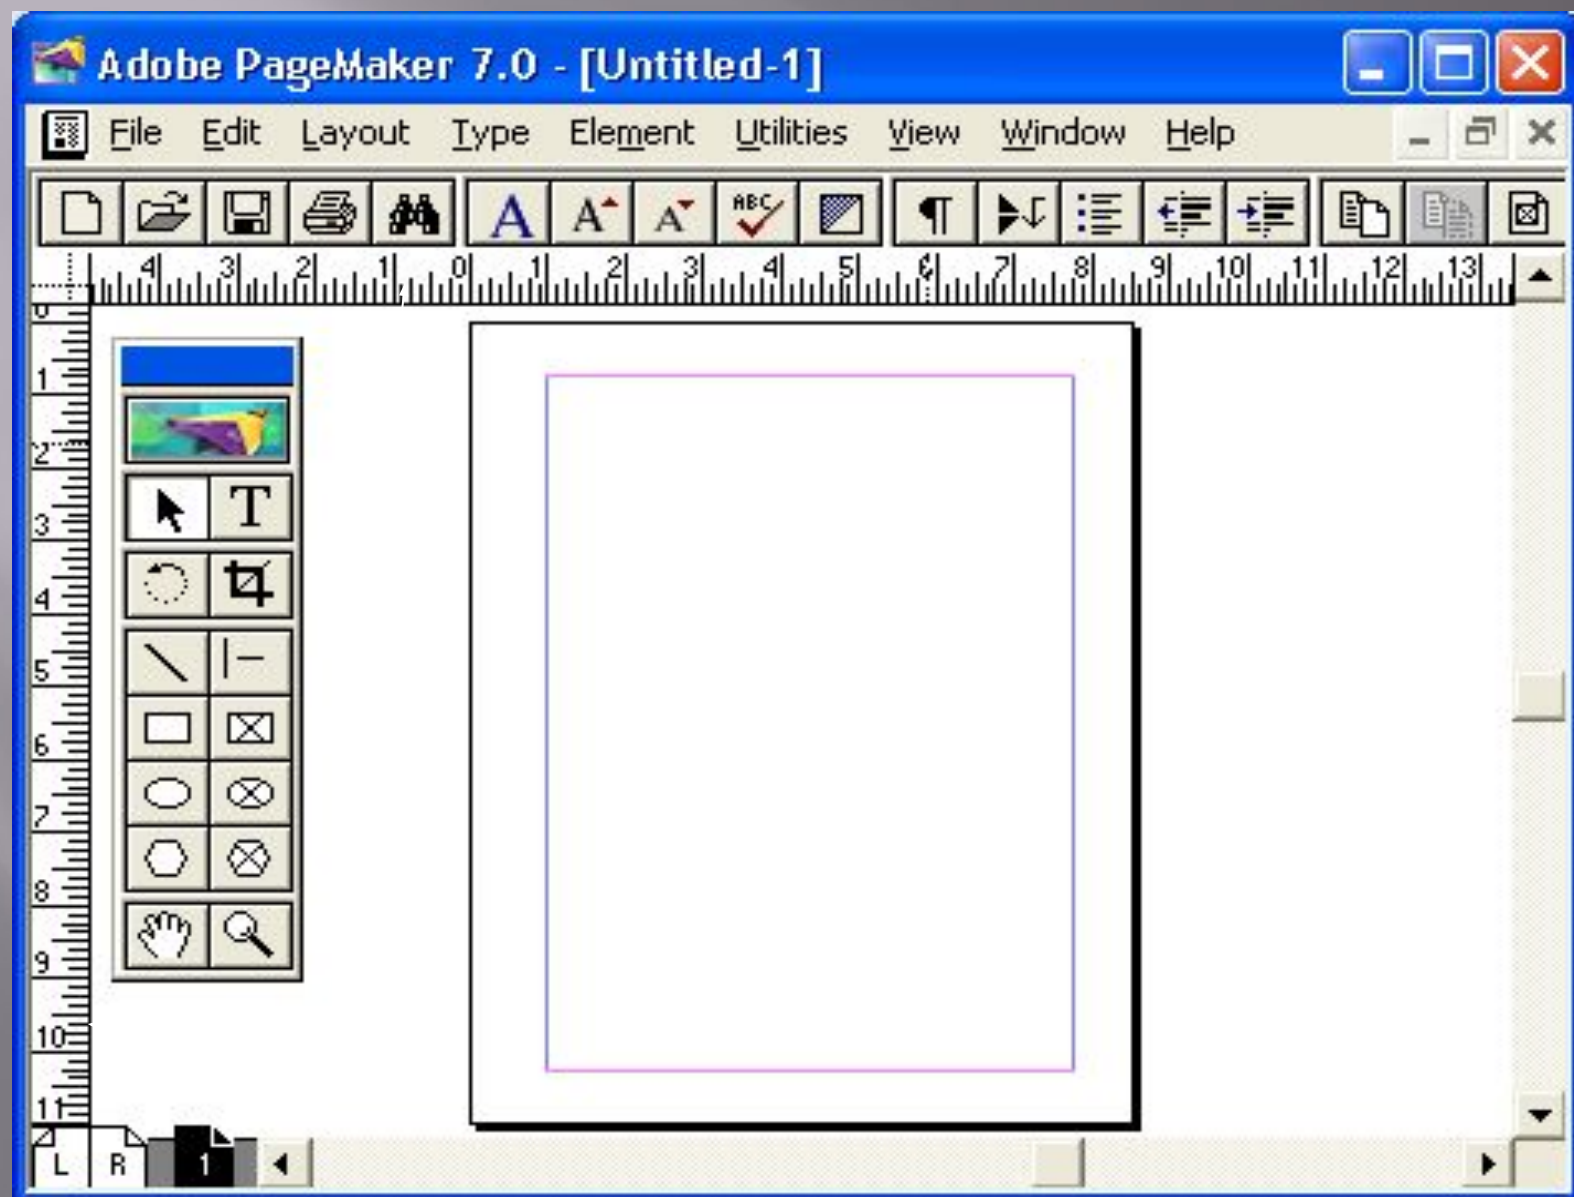 Adobe PageMaker 7.0 - [Untitled-1]
File Edit Layout Type Element Utilities View Window Help
A A A ABC ¶
4 3 2 1 0 1 2 3 4 5 6 7 8 9 10 11 12 13
0
1
2
T
3
4
5
6
7
8
9
10
11
L R 1